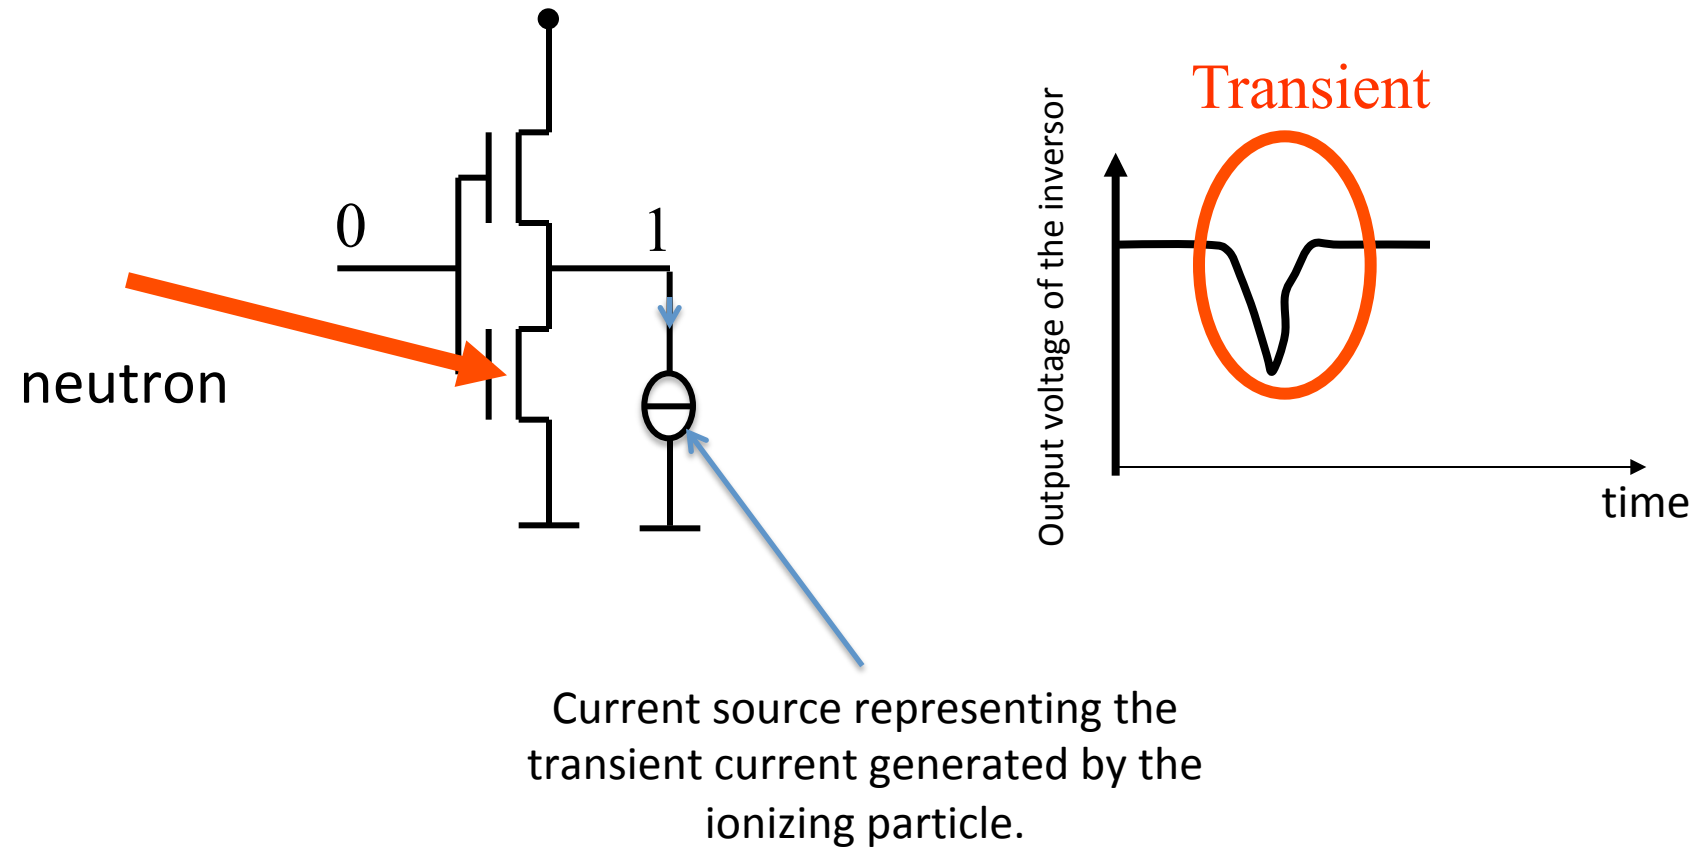 0
1
neutron
Current source representing the
transient current generated by the
ionizing particle.
Transient
Output voltage of the inversor
time